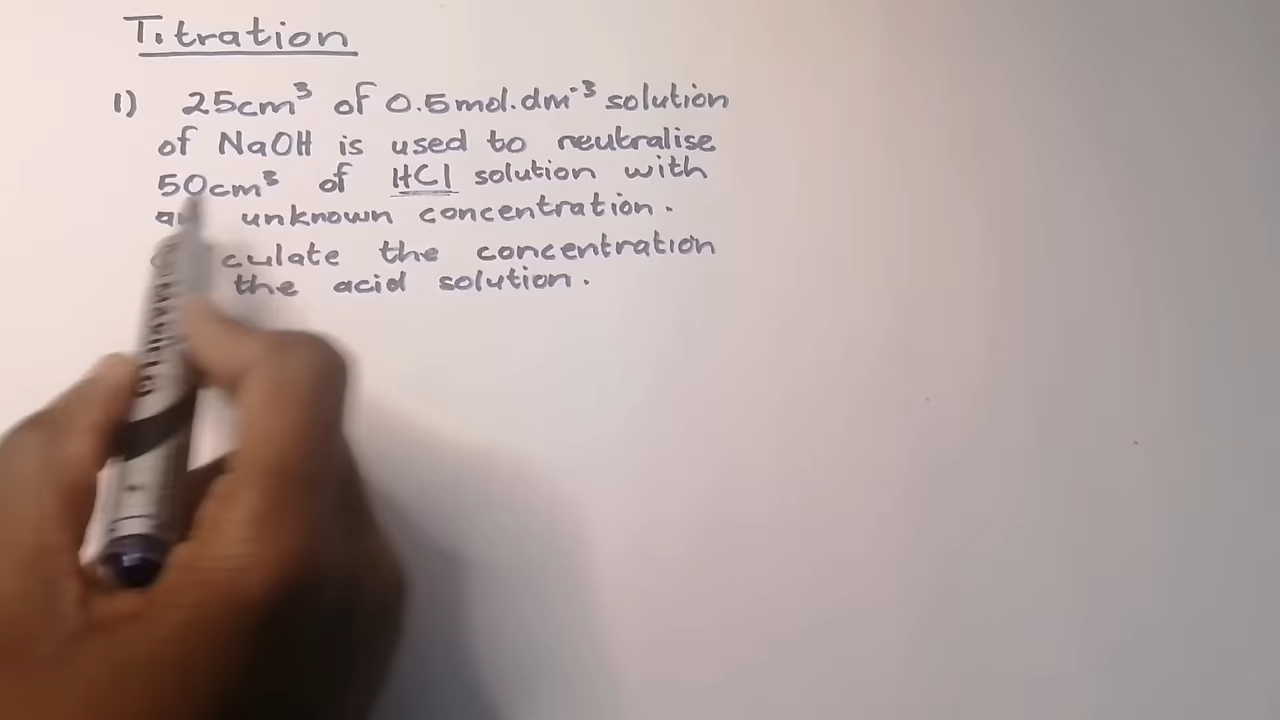 Titration
1) 25cm³ of 0.5mol.dm⁻³ solution
of NaOH is used to neutralise
50cm³ of HCl solution with
unknown concentration.
culate the concentration
the acid solution.